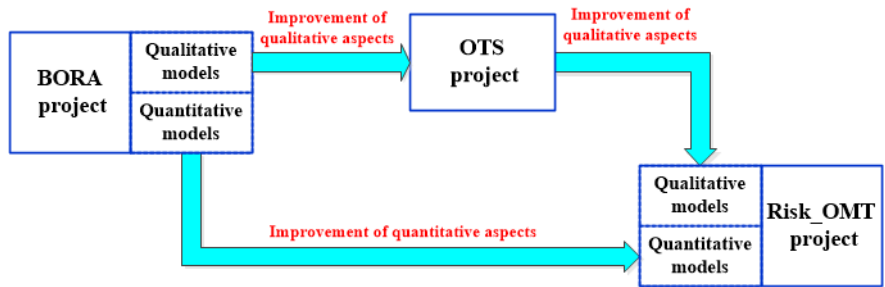 Improvement of
qualitative aspects
Improvement of
qualitative aspects
BORA
project
Qualitative
models
Quantitative
models
OTS
project
Improvement of quantitative aspects
Qualitative
models
Quantitative
models
Risk_OMT
project